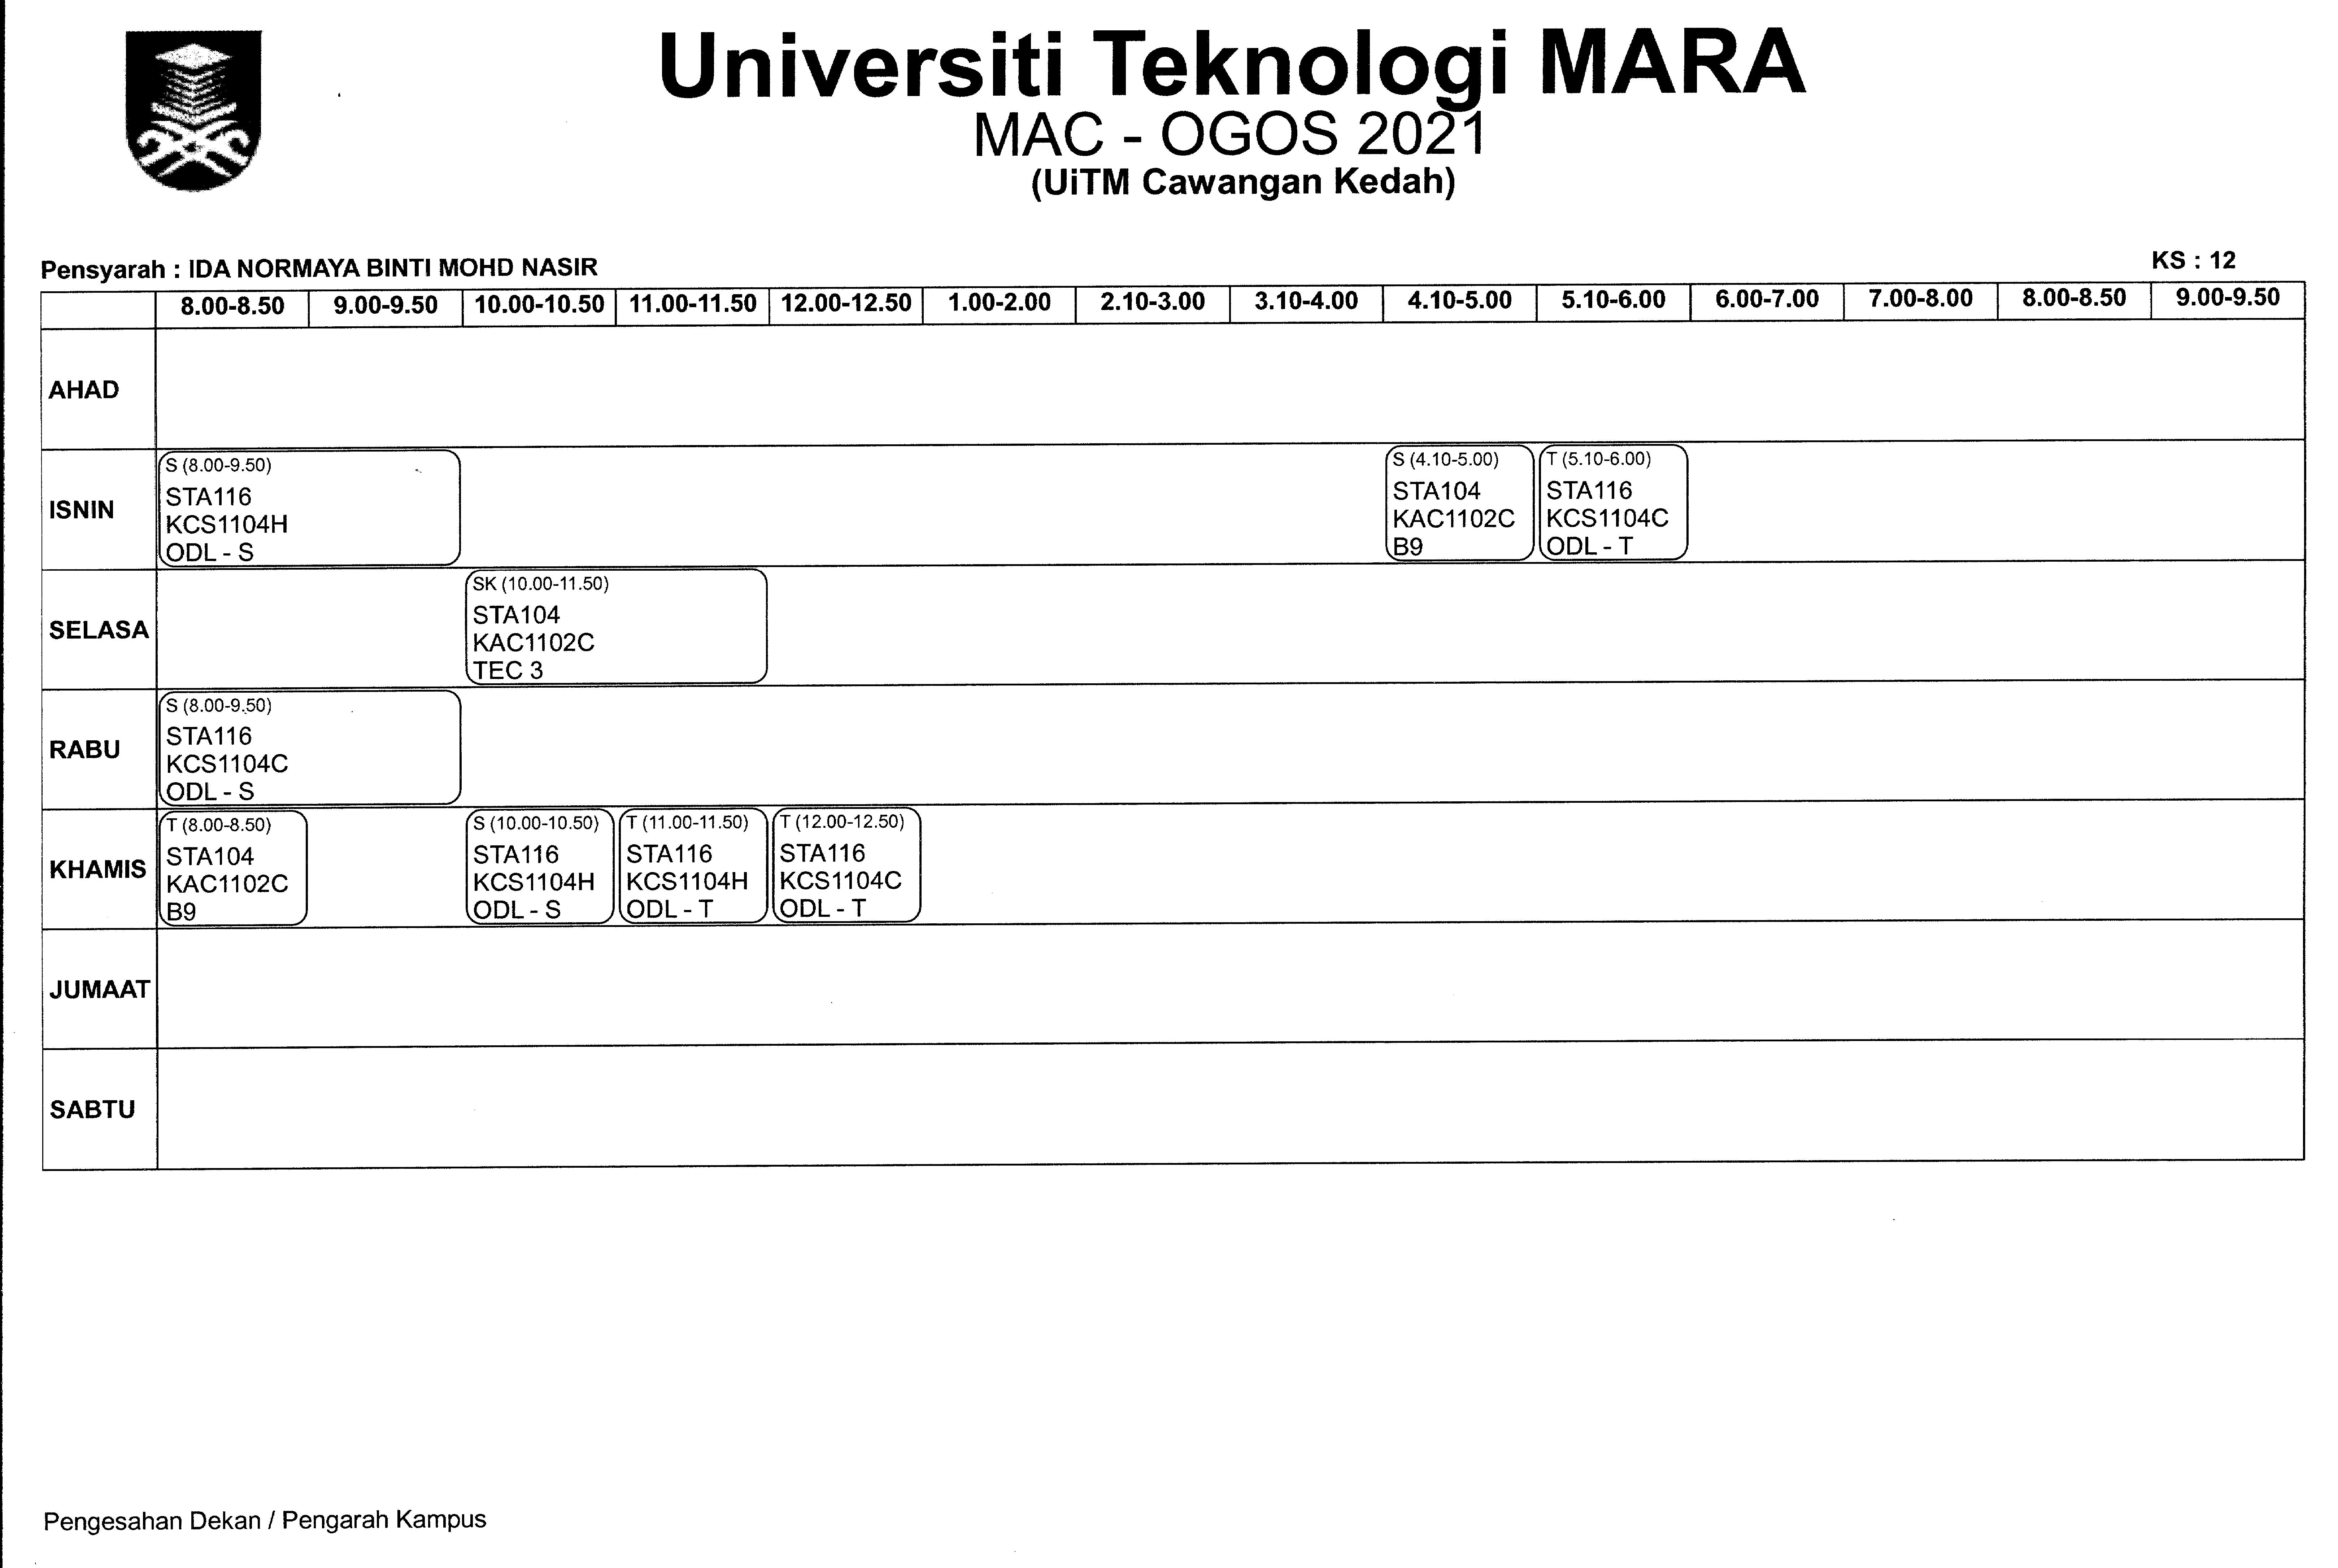 Universiti Teknologi MARA
MAC - OGOS 2021
(UiTM Cawangan Kedah)
Pensyarah : IDA NORMAYA BINTI MOHD NASIR
KS : 12
8.00-8.50 9.00-9.50 10.00-10.50 11.00-11.50 12.00-12.50 1.00-2.00 2.10-3.00 3.10-4.00 4.10-5.00 5.10-6.00 6.00-7.00 7.00-8.00 8.00-8.50 9.00-9.50
AHAD
ISNIN
S (8.00-9.50)
STA116
KCS1104H
ODL - S
S (4.10-5.00)
STA104
KAC1102C
B9
T (5.10-6.00)
STA116
KCS1104C
ODL - T
SELASA
SK (10.00-11.50)
STA104
KAC1102C
TEC 3
RABU
S (8.00-9.50)
STA116
KCS1104C
ODL - S
KHAMIS
T (8.00-8.50)
STA104
KAC1102C
B9
S (10.00-10.50)
STA116
KCS1104H
ODL - S
T (11.00-11.50)
STA116
KCS1104H
ODL - T
T (12.00-12.50)
STA116
KCS1104C
ODL - T
JUMAAT
SABTU
Pengesahan Dekan / Pengarah Kampus